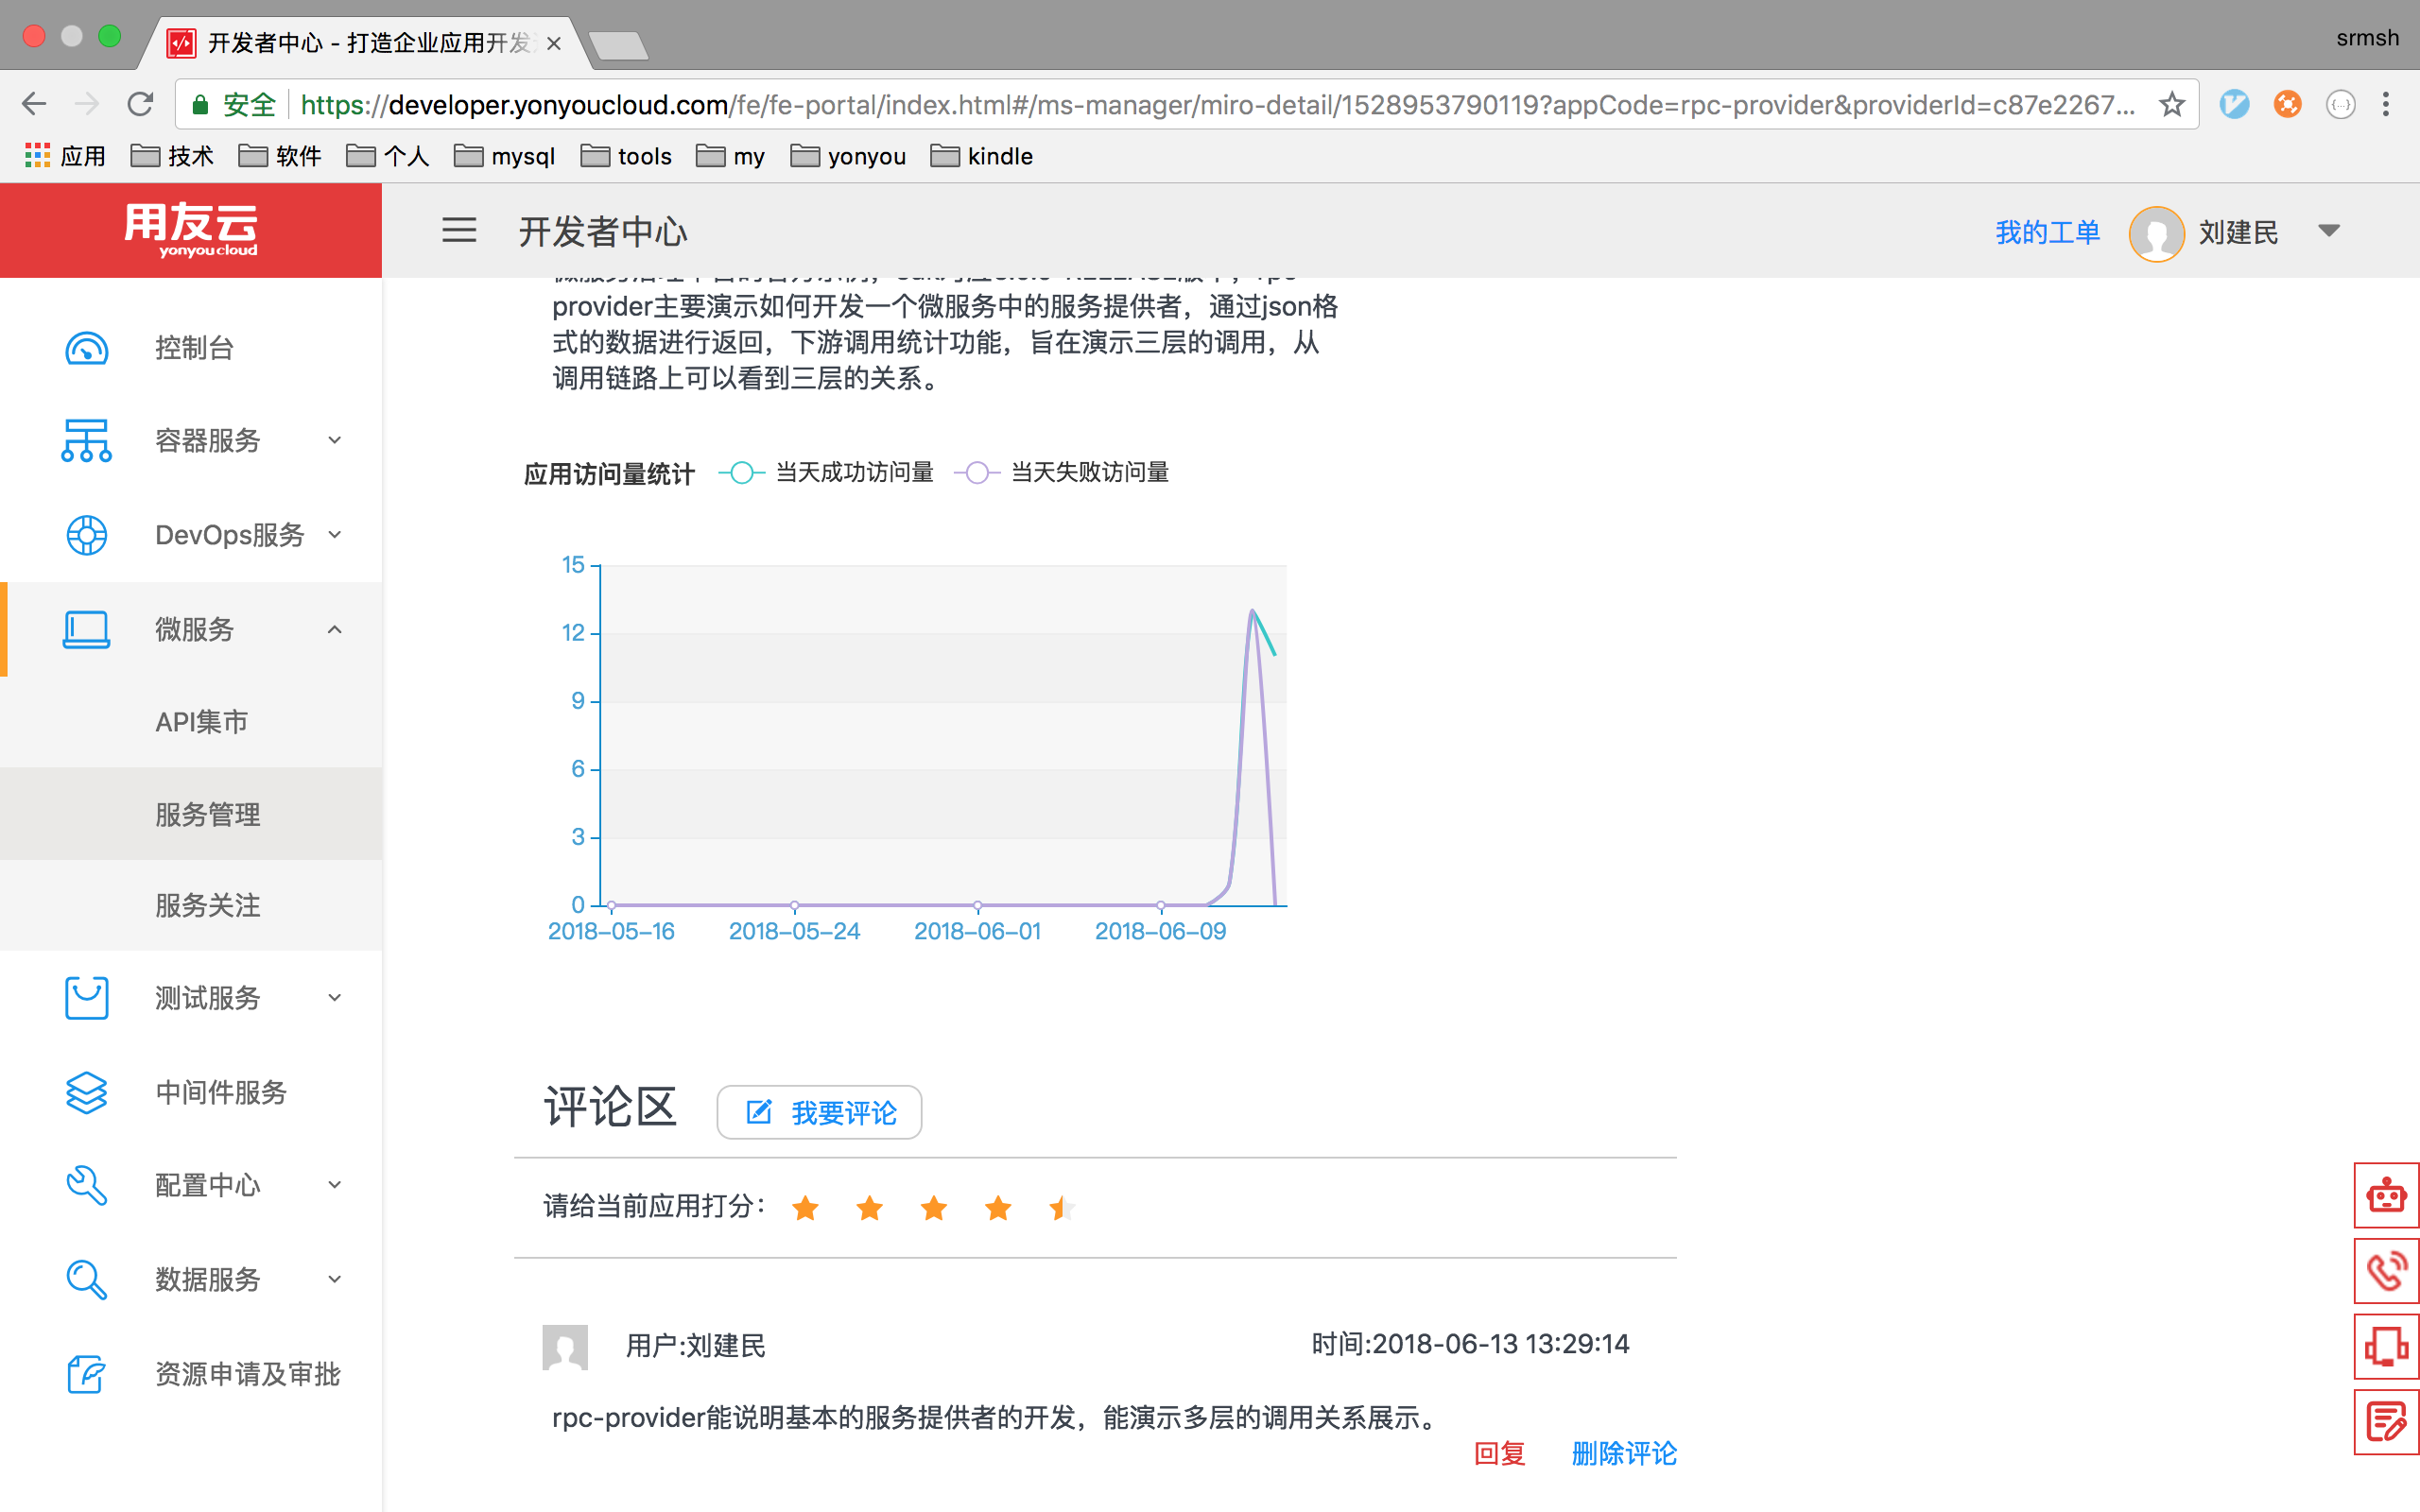 开发者中心 - 打造企业应用开发
srmsh
安全 https://developer.yonyoucloud.com/fe/fe-portal/index.html#/ms-manager/miro-detail/1528953790119?appCode=rpc-provider&providerId=c87e2267...
应用 技术 软件 个人 mysql tools my yonyou kindle
用友云
yonyoucloud
开发者中心
我的工单 刘建民
控制台
容器服务
DevOps服务
微服务
API集市
服务管理
服务关注
测试服务
中间件服务
配置中心
数据服务
资源申请及审批
provider主要演示如何开发一个微服务中的服务提供者，通过json格
式的数据进行返回，下游调用统计功能，旨在演示三层的调用，从
调用链路上可以看到三层的关系。
应用访问量统计 当天成功访问量 当天失败访问量
15
12
9
6
3
0
2018-05-16 2018-05-24 2018-06-01 2018-06-09
评论区 我要评论
请给当前应用打分：
用户:刘建民 时间:2018-06-13 13:29:14
rpc-provider能说明基本的服务提供者的开发，能演示多层的调用关系展示。
回复 删除评论